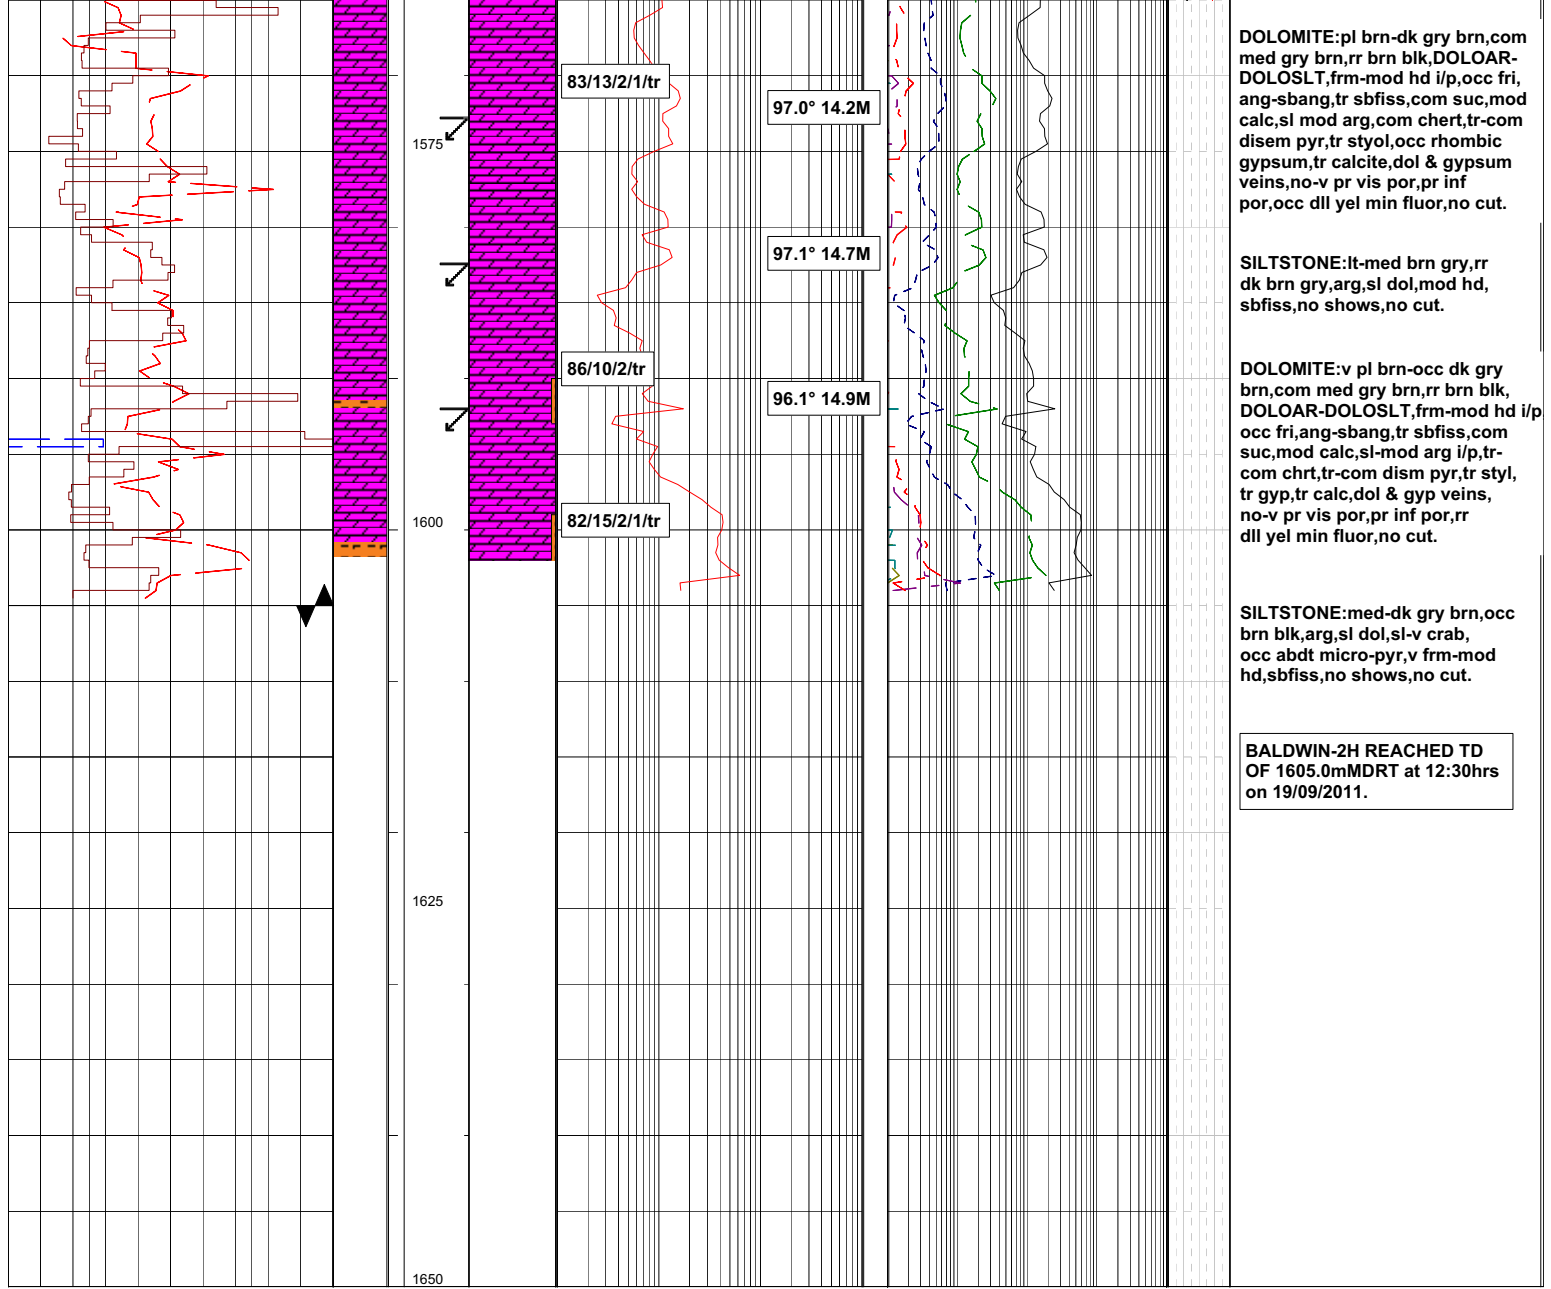 1575
1600
1625
1650
83/13/2/1/tr
86/10/2/tr
82/15/2/1/tr
97.0° 14.2M
97.1° 14.7M
96.1° 14.9M
DOLOMITE:pl brn-dk gry brn,com
med gry brn,rr brn blk,DOLOAR-
DOLOSLT,frm-mod hd i/p,occ fri,
ang-sbang,tr sbfiss,com suc,mod
calc,sl mod arg,com chert,tr-com
disem pyr,tr styol,occ rhombic
gypsum,tr calcite,dol & gypsum
veins,no-v pr vis por,pr inf
por,occ dll yel min fluor,no cut.
SILTSTONE:lt-med brn gry,rr
dk brn gry,arg,sl dol,mod hd,
sbfiss,no shows,no cut.
DOLOMITE:v pl brn-occ dk gry
brn,com med gry brn,rr brn blk,
DOLOAR-DOLOSLT,frm-mod hd i/p,
occ fri,ang-sbang,tr sbfiss,com
suc,mod calc,sl-mod arg i/p,tr-
com chrt,tr-com dism pyr,tr styl,
tr gyp,tr calc,dol & gyp veins,
no-v pr vis por,pr inf por,rr
dll yel min fluor,no cut.
SILTSTONE:med-dk gry brn,occ
brn blk,arg,sl dol,sl-v crab,
occ abdt micro-pyr,v frm-mod
hd,sbfiss,no shows,no cut.
BALDWIN-2H REACHED TD
OF 1605.0mMDRT at 12:30hrs
on 19/09/2011.